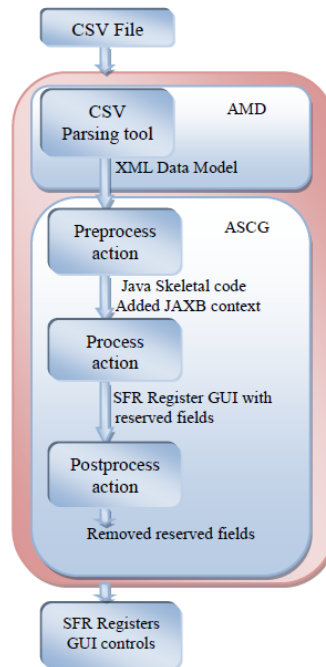 CSV File
AMD
CSV
Parsing tool
XML Data Model
ASCG
Preprocess
action
Java Skeletal code
Added JAXB context
Process
action
SFR Register GUI with
reserved fields
Postprocess
action
Removed reserved fields
SFR Registers
GUI controls